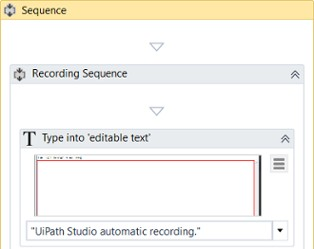 Sequence
Recording Sequence
T Type into 'editable text'
"UiPath Studio automatic recording."